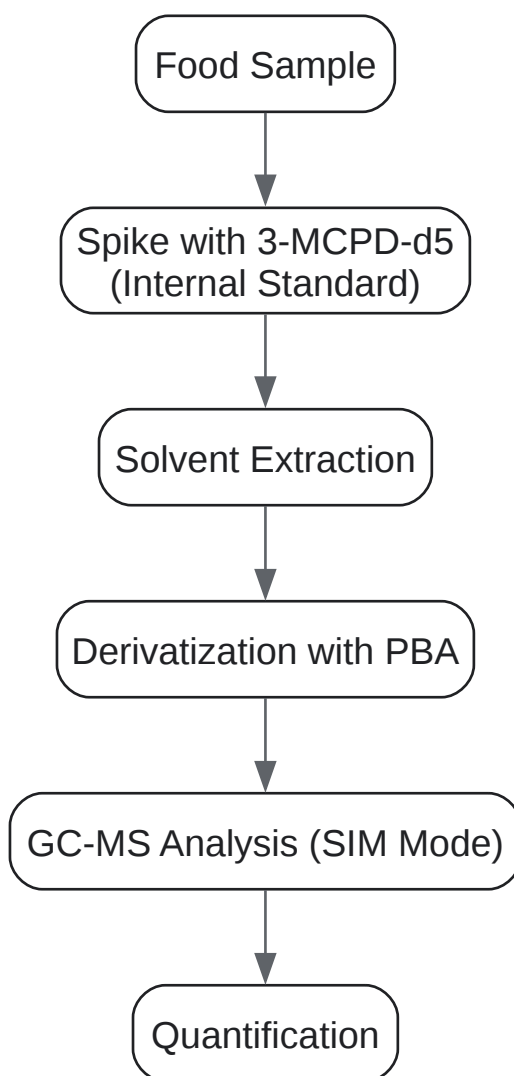 Food Sample
Spike with 3-MCPD-d5
(Internal Standard)
Solvent Extraction
Derivatization with PBA
GC-MS Analysis (SIM Mode)
Quantification